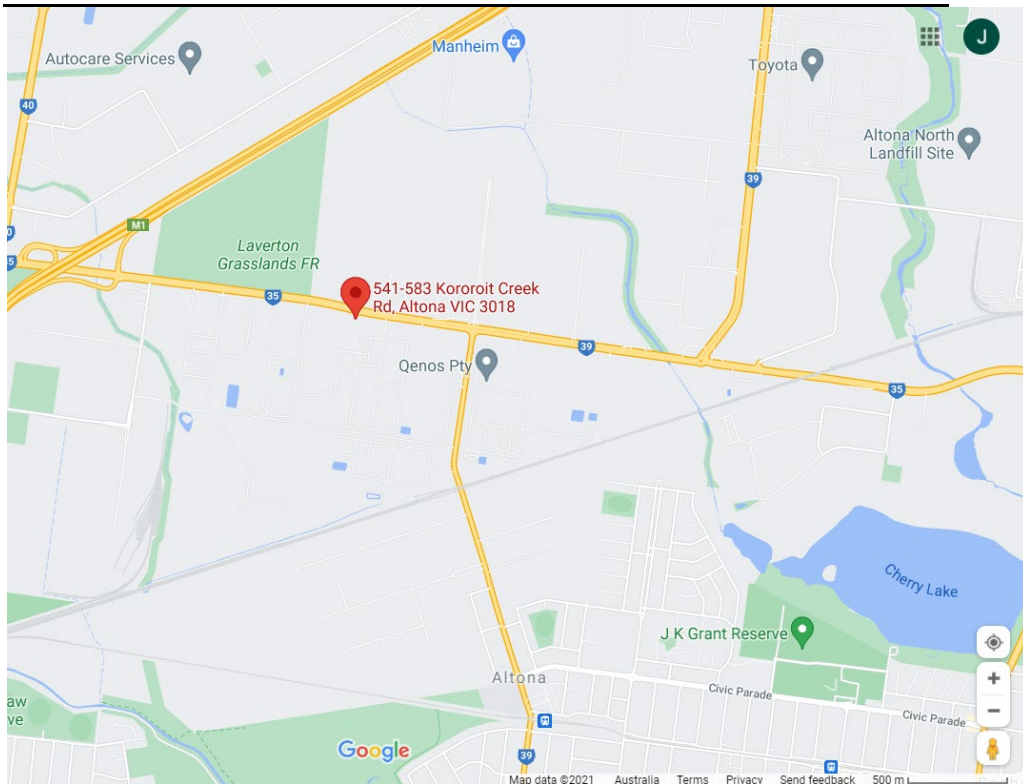 Manheim
J
Autocare Services
Toyota
40
Altona North
Landfill Site
39
M1
Laverton
Grasslands FR
35
541-583 Kororoit Creek
Rd, Altona VIC 3018
39
Qenos Pty
35
Cherry Lake
J K Grant Reserve
Altona
Civic Parade
Civic Parade
Google
39
Map data ©2021 Australia Terms Privacy Send feedback 500 m